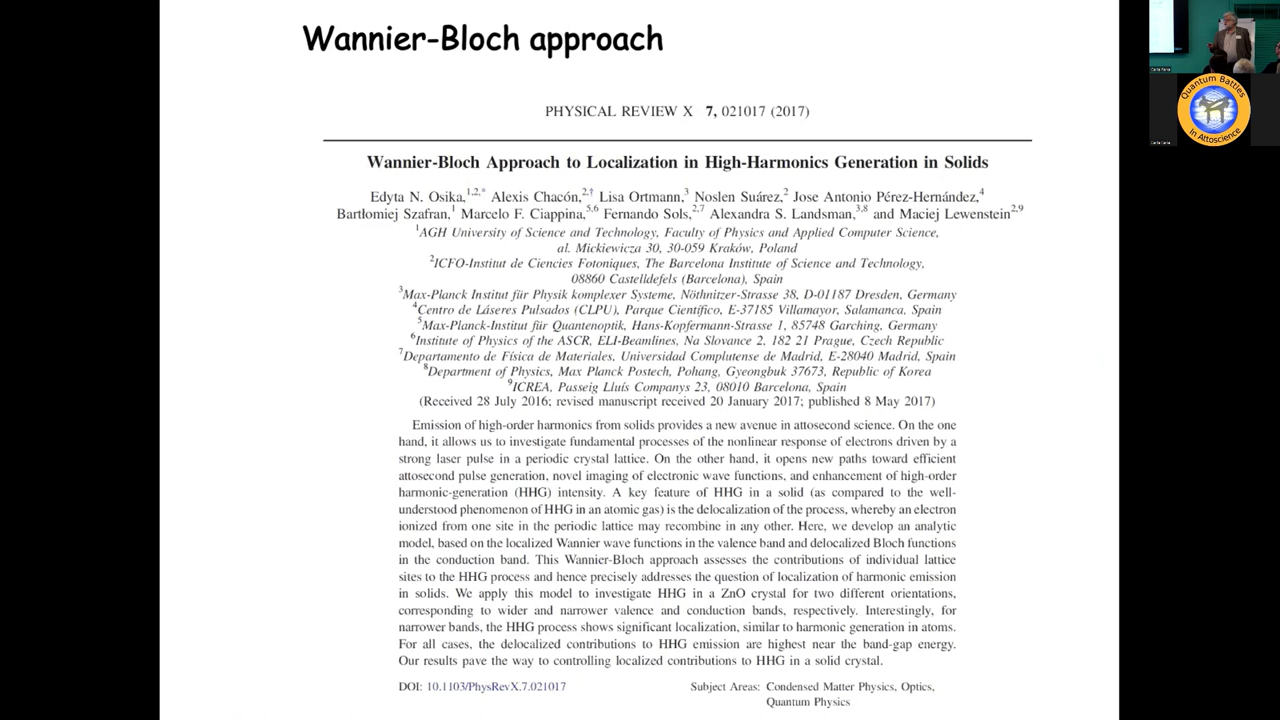 Wannier-Bloch approach
PHYSICAL REVIEW X 7, 021017 (2017)
Wannier-Bloch Approach to Localization in High-Harmonics Generation in Solids
Edyta N. Osika,1,2,* Alexis Chacón,2,† Lisa Ortmann,3 Noslen Suárez,2 Jose Antonio Pérez-Hernández,4
Bartłomiej Szafran,1 Marcelo F. Ciappina,5,6 Fernando Sols,2,7 Alexandra S. Landsman,3,8 and Maciej Lewenstein2,9
1AGH University of Science and Technology, Faculty of Physics and Applied Computer Science,
al. Mickiewicza 30, 30-059 Kraków, Poland
2ICFO-Institut de Ciencies Fotoniques, The Barcelona Institute of Science and Technology,
08860 Castelldefels (Barcelona), Spain
3Max-Planck Institut für Physik komplexer Systeme, Nöthnitzer-Strasse 38, D-01187 Dresden, Germany
4Centro de Láseres Pulsados (CLPU), Parque Científico, E-37185 Villamayor, Salamanca, Spain
5Max-Planck-Institut für Quantenoptik, Hans-Kopfermann-Strasse 1, 85748 Garching, Germany
6Institute of Physics of the ASCR, ELI-Beamlines, Na Slovance 2, 182 21 Prague, Czech Republic
7Departamento de Física de Materiales, Universidad Complutense de Madrid, E-28040 Madrid, Spain
8Department of Physics, Max Planck Postech, Pohang, Gyeongbuk 37673, Republic of Korea
9ICREA, Passeig Lluís Companys 23, 08010 Barcelona, Spain
(Received 28 July 2016; revised manuscript received 20 January 2017; published 8 May 2017)
Emission of high-order harmonics from solids provides a new avenue in attosecond science. On the one
hand, it allows us to investigate fundamental processes of the nonlinear response of electrons driven by a
strong laser pulse in a periodic crystal lattice. On the other hand, it opens new paths toward efficient
attosecond pulse generation, novel imaging of electronic wave functions, and enhancement of high-order
harmonic-generation (HHG) intensity. A key feature of HHG in a solid (as compared to the well-
understood phenomenon of HHG in an atomic gas) is the delocalization of the process, whereby an electron
ionized from one site in the periodic lattice may recombine in any other. Here, we develop an analytic
model, based on the localized Wannier wave functions in the valence band and delocalized Bloch functions
in the conduction band. This Wannier-Bloch approach assesses the contributions of individual lattice
sites to the HHG process and hence precisely addresses the question of localization of harmonic emission
in solids. We apply this model to investigate HHG in a ZnO crystal for two different orientations,
corresponding to wider and narrower valence and conduction bands, respectively. Interestingly, for
narrower bands, the HHG process shows significant localization, similar to harmonic generation in atoms.
For all cases, the delocalized contributions to HHG emission are highest near the band-gap energy.
Our results pave the way to controlling localized contributions to HHG in a solid crystal.
DOI: 10.1103/PhysRevX.7.021017
Subject Areas: Condensed Matter Physics, Optics,
Quantum Physics
Quantum Battles
In Attoscience